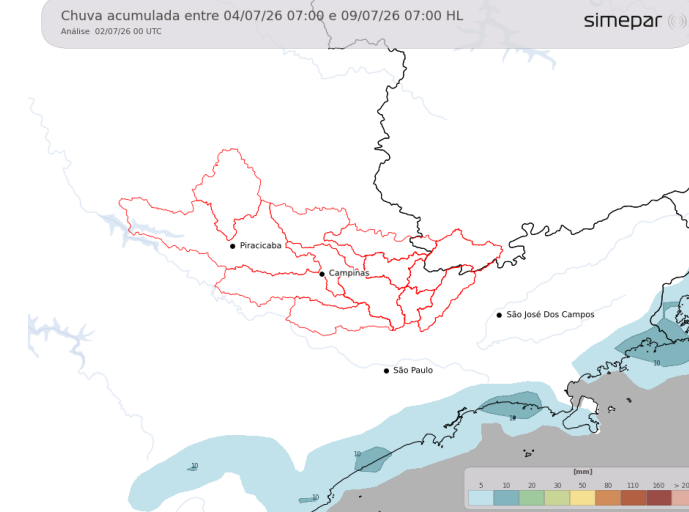 Chuva acumulada entre 04/07/26 07:00 e 09/07/26 07:00 HL
Análise 02/07/26 00 UTC
simepar
Piracicaba
Campinas
São José Dos Campos
São Paulo
10
10
10
10
10
[mm]
5 10 20 30 50 80 110 160 > 20